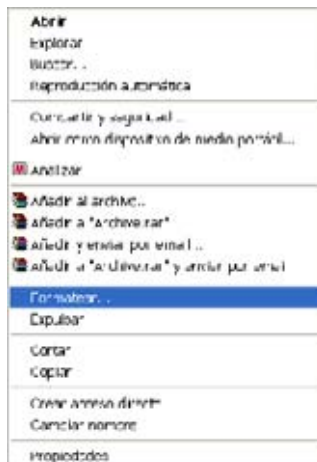 Abrir
Explorar
Buscar...
Reproducción automática
Compartir y seguridad...
Abrir como dispositivo de medio portátil...
Analizar
Añadir al archivo...
Añadir a "Archive.rar"
Añadir y enviar por email...
Añadir a "Archive.rar" y enviar por email
Formatear...
Expulsar
Cortar
Copiar
Crear acceso directo
Cambiar nombre
Propiedades